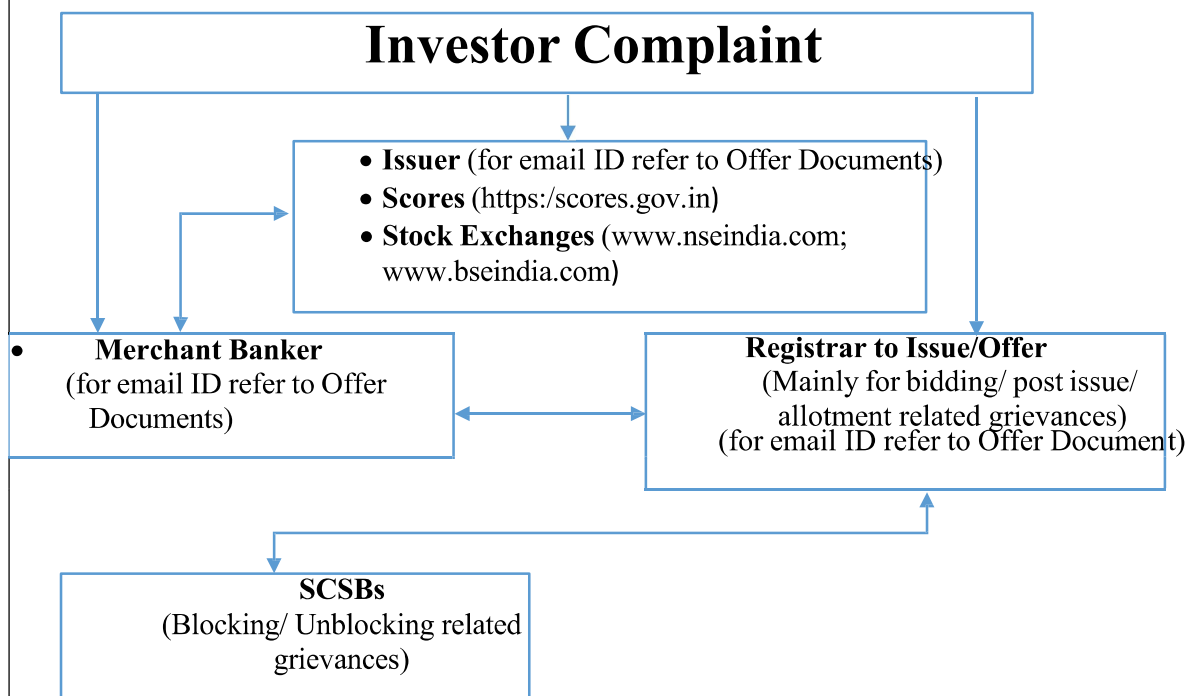 Investor Complaint
• Issuer (for email ID refer to Offer Documents)
• Scores (https:/scores.gov.in)
• Stock Exchanges (www.nseindia.com;
www.bseindia.com)
• Merchant Banker
(for email ID refer to Offer
Documents)
Registrar to Issue/Offer
(Mainly for bidding/ post issue/
allotment related grievances)
(for email ID refer to Offer Document)
SCSBs
(Blocking/ Unblocking related
grievances)